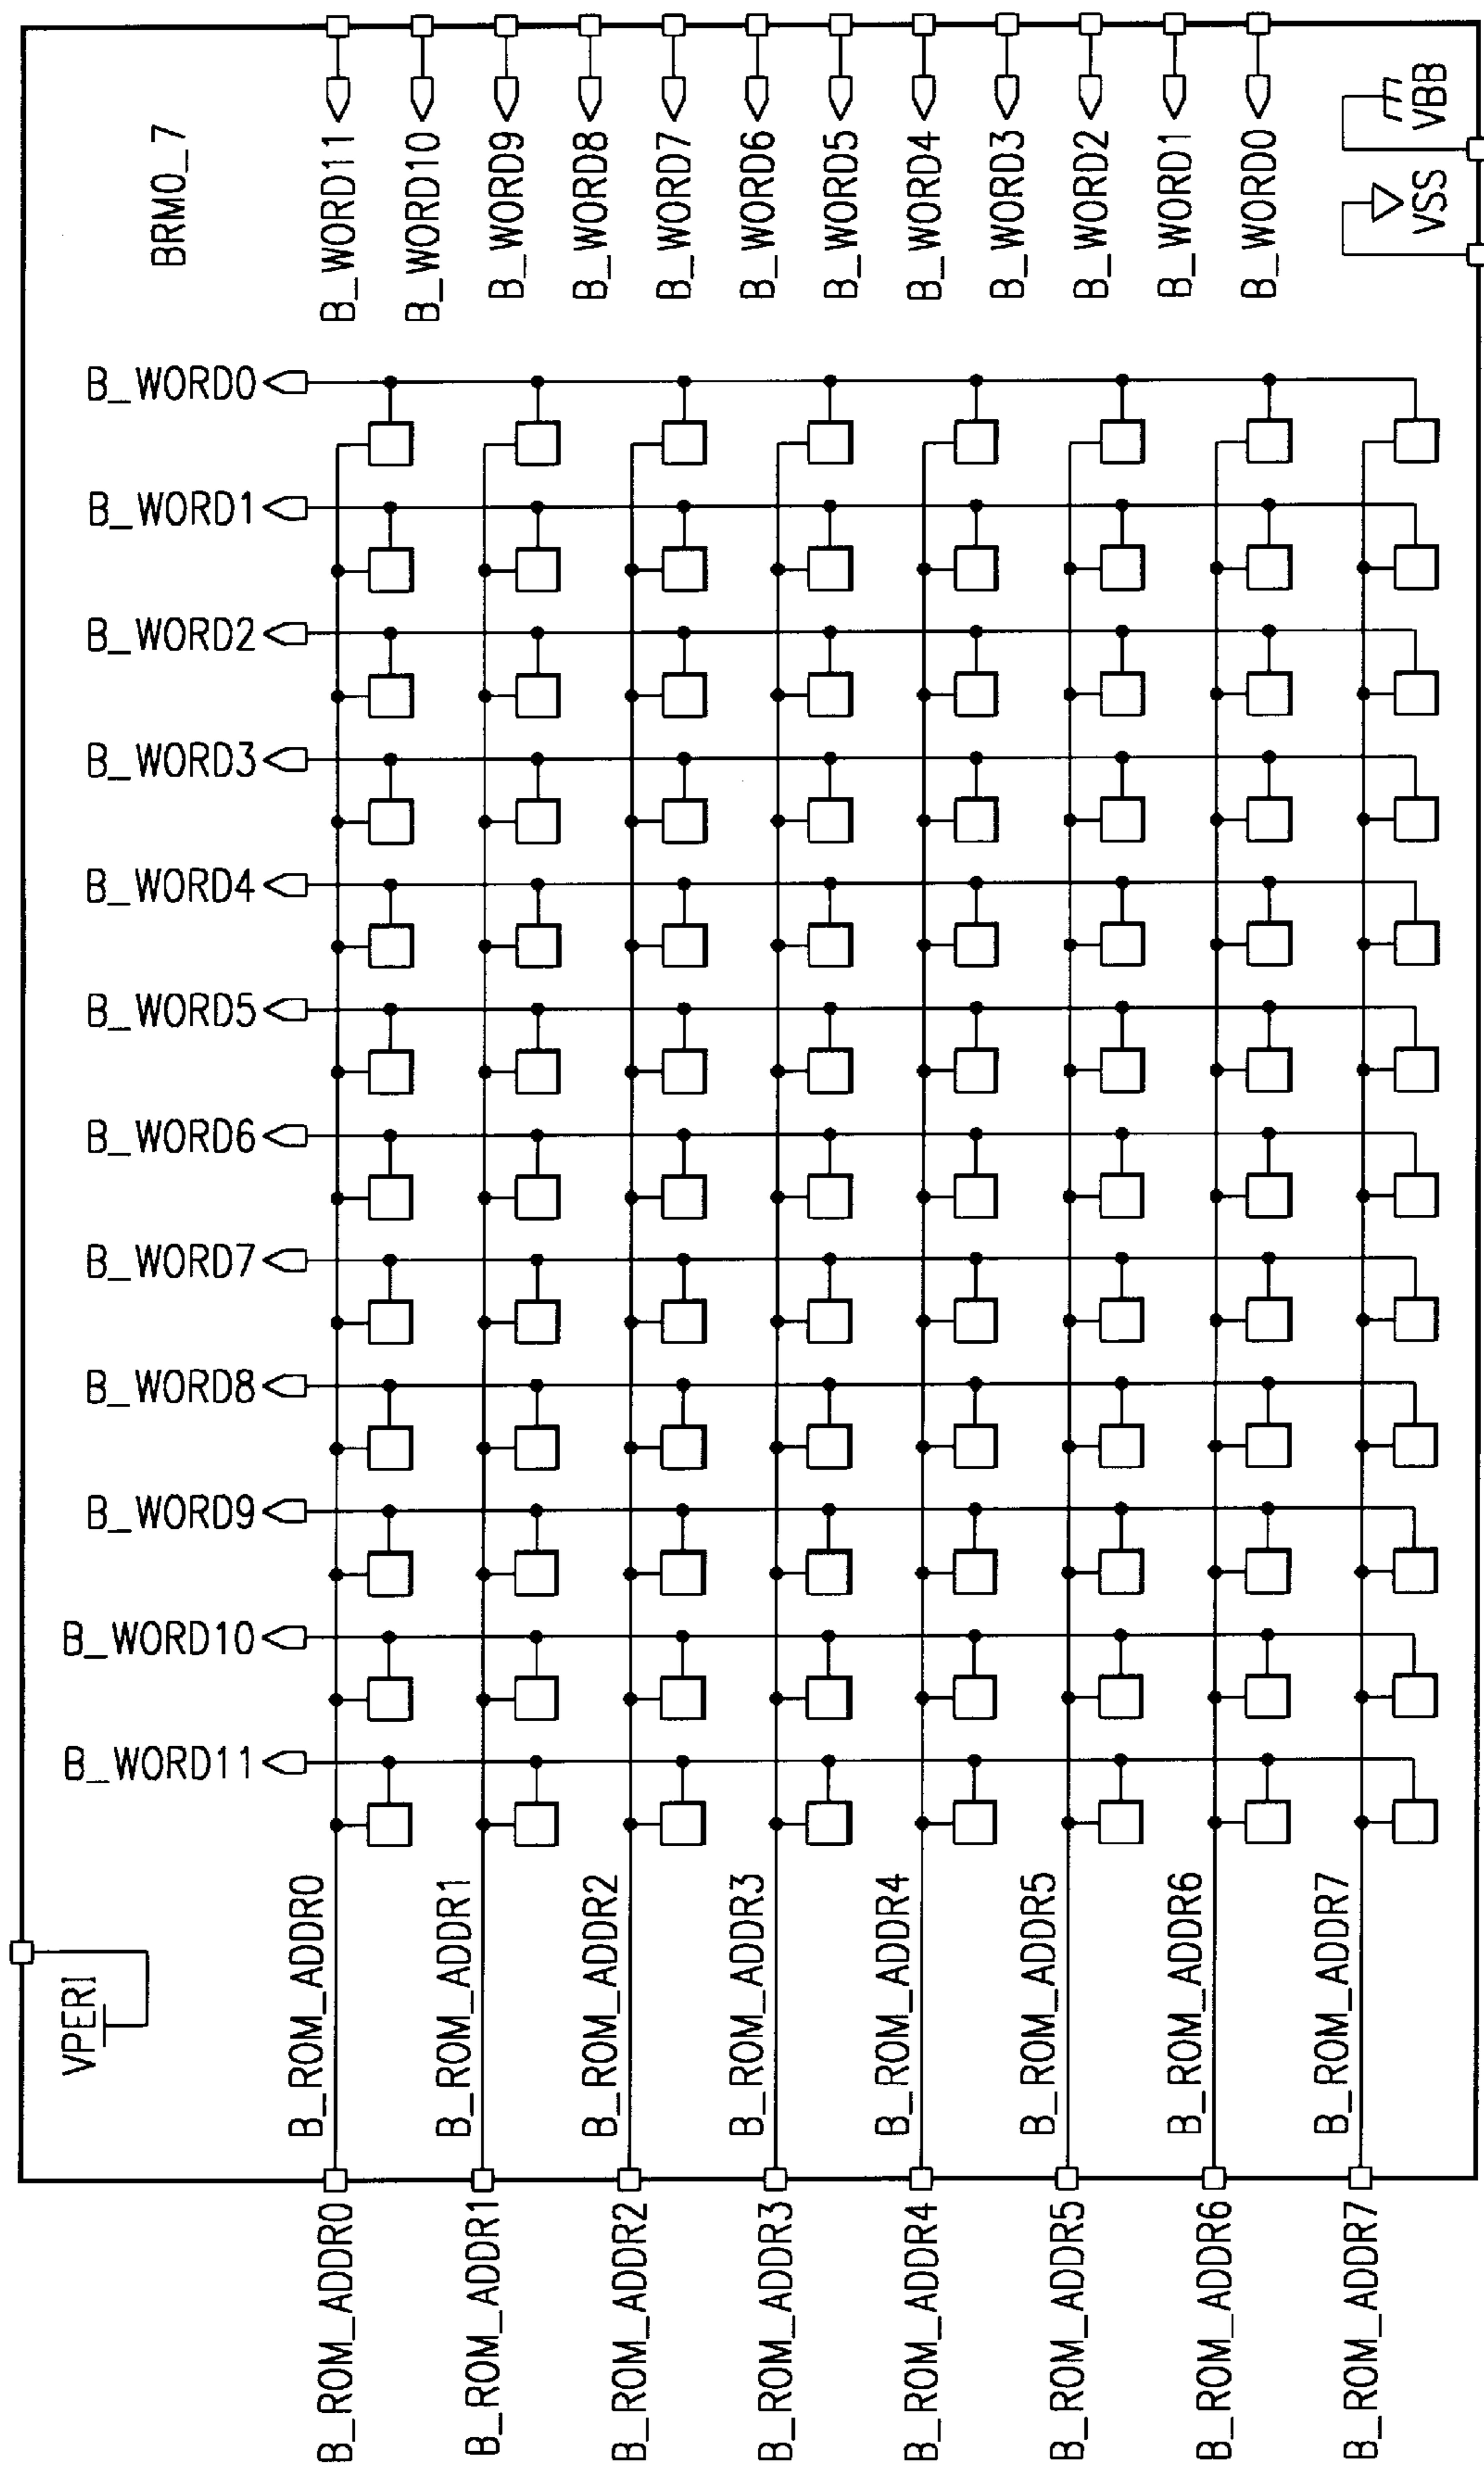 BRM0_7
B_WORD11
B_WORD10
B_WORD9
B_WORD8
B_WORD7
B_WORD6
B_WORD5
B_WORD4
B_WORD3
B_WORD2
B_WORD1
B_WORD0
VSS
VBB
B_WORD0
B_WORD1
B_WORD2
B_WORD3
B_WORD4
B_WORD5
B_WORD6
B_WORD7
B_WORD8
B_WORD9
B_WORD10
B_WORD11
VPERI
B_ROM_ADDR0
B_ROM_ADDR1
B_ROM_ADDR2
B_ROM_ADDR3
B_ROM_ADDR4
B_ROM_ADDR5
B_ROM_ADDR6
B_ROM_ADDR7
B_ROM_ADDR0
B_ROM_ADDR1
B_ROM_ADDR2
B_ROM_ADDR3
B_ROM_ADDR4
B_ROM_ADDR5
B_ROM_ADDR6
B_ROM_ADDR7